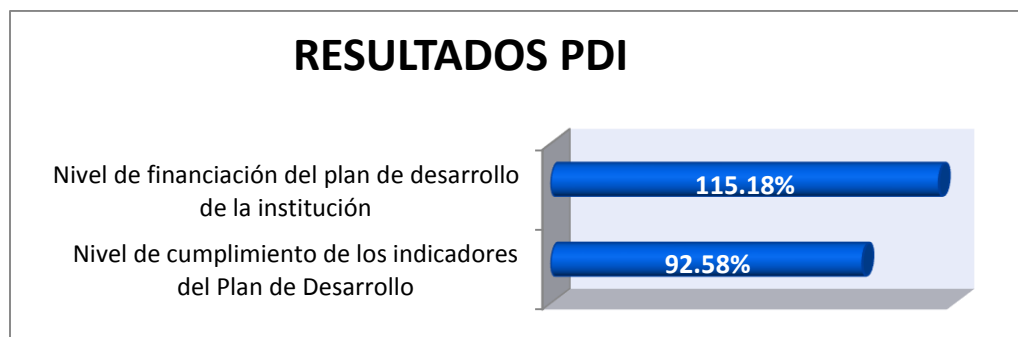 RESULTADOS PDI
Nivel de financiación del plan de desarrollo
de la institución
115.18%
Nivel de cumplimiento de los indicadores
del Plan de Desarrollo
92.58%